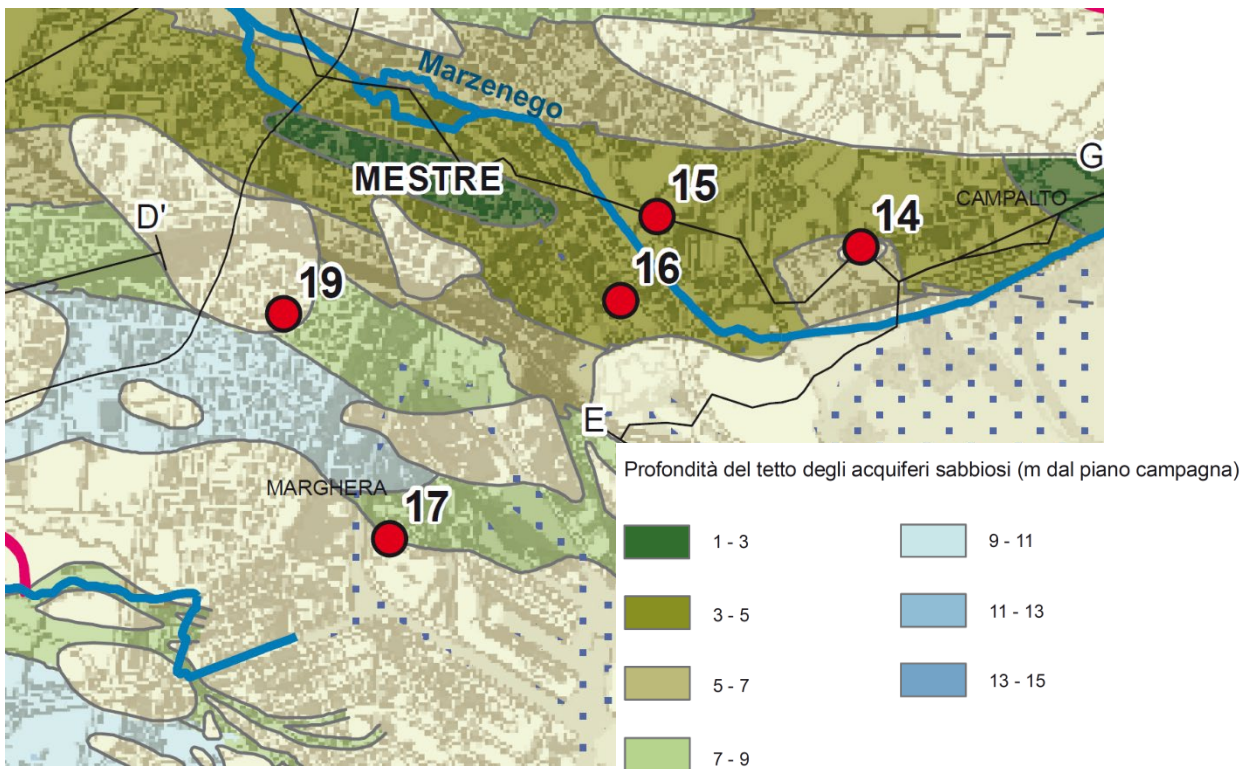 Marzenego
G
MESTRE
15
CAMPALTO
14
D'
16
19
E
Profondità del tetto degli acquiferi sabbiosi (m dal piano campagna)
MARGHERA
17
1 - 3
9 - 11
3 - 5
11 - 13
5 - 7
13 - 15
7 - 9